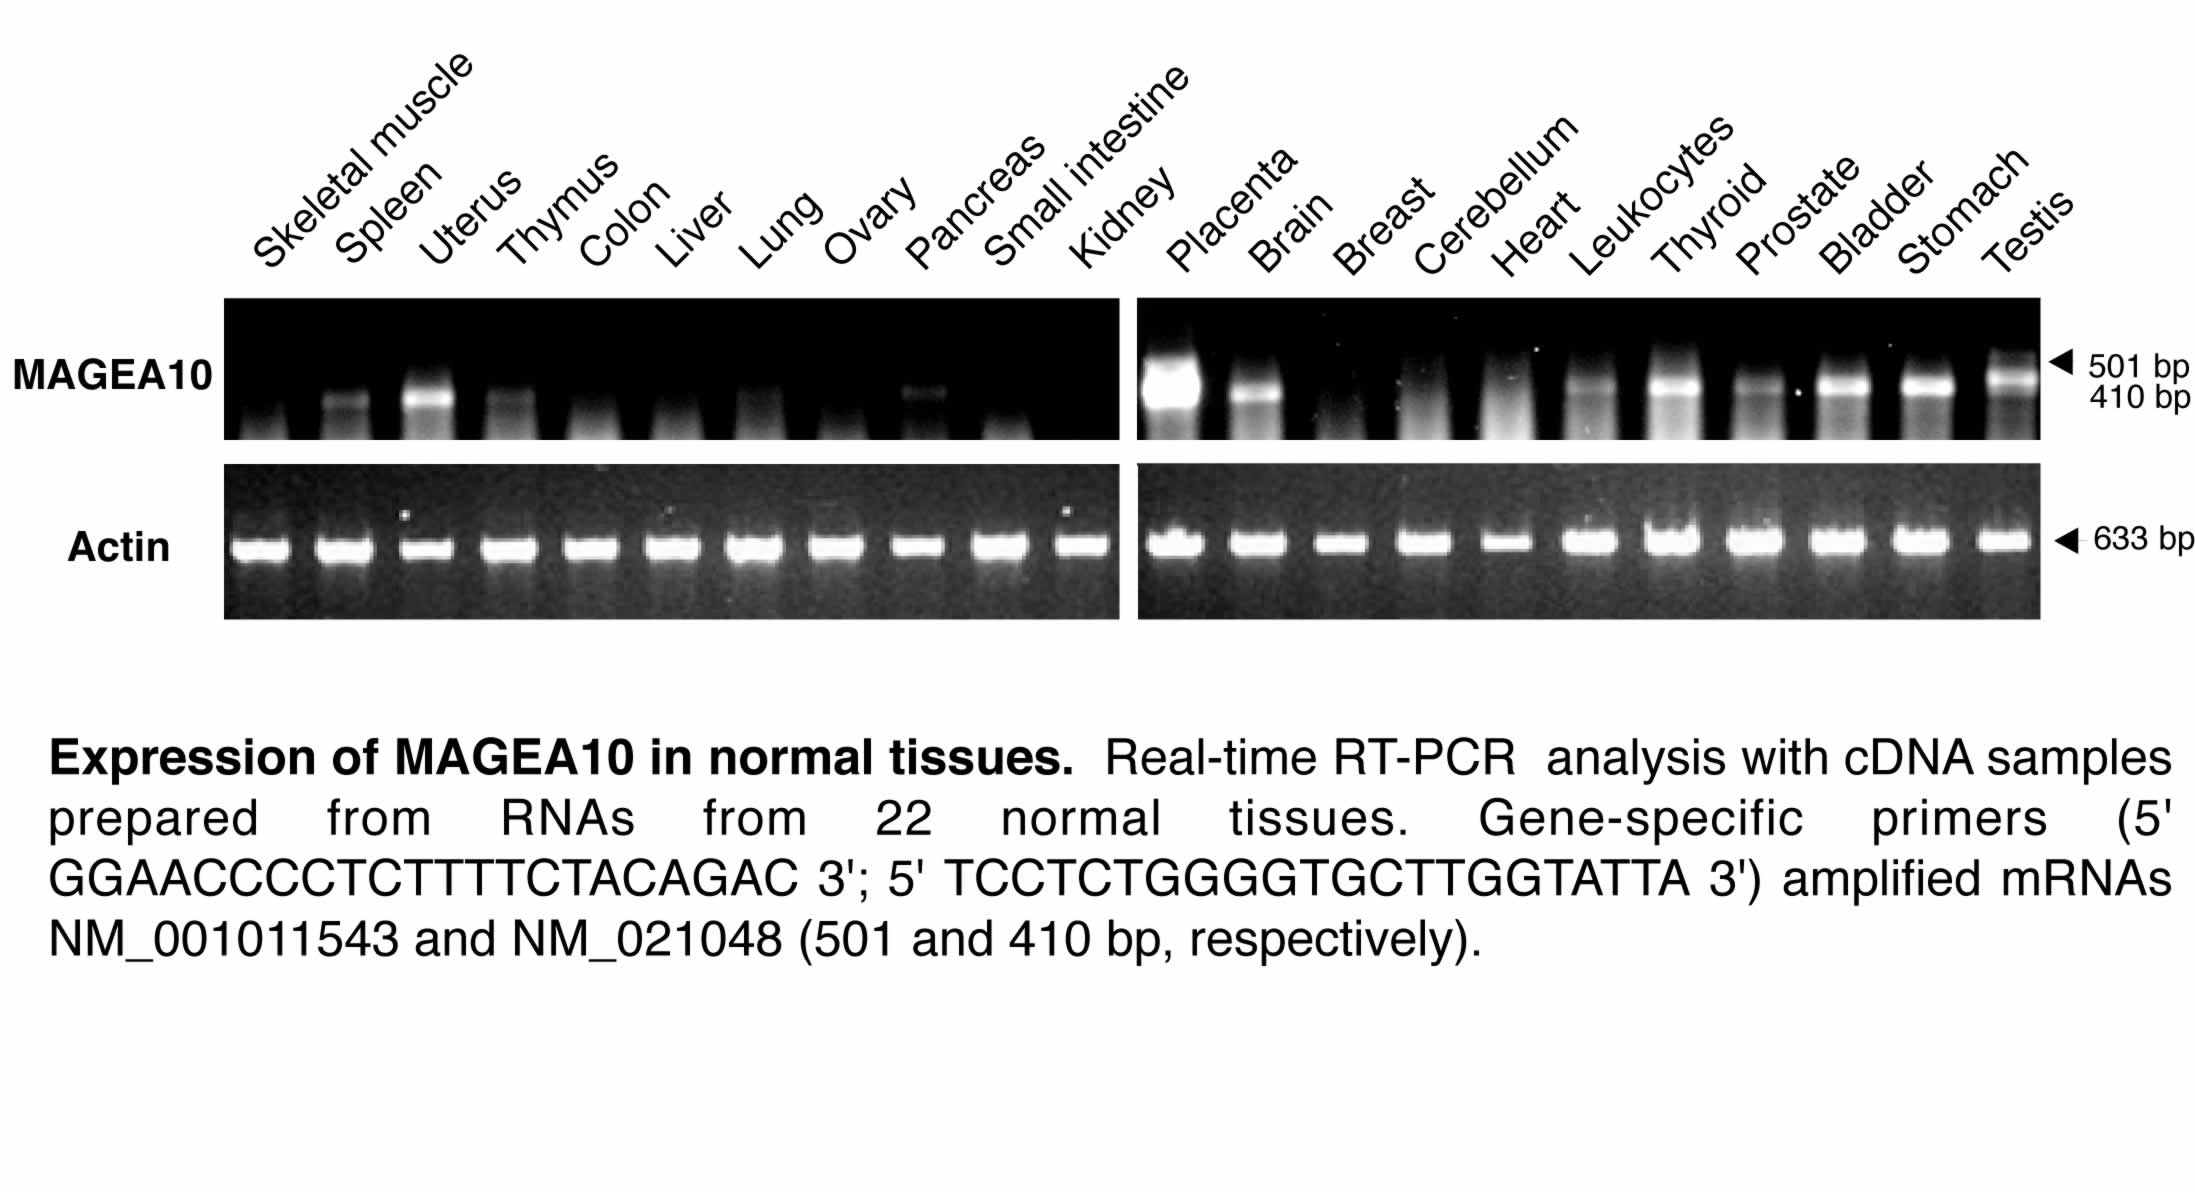 Skeletal muscle
Spleen
Uterus
Thymus
Colon
Liver
Lung
Ovary
Pancreas
Small intestine
Kidney
Placenta
Brain
Breast
Cerebellum
Heart
Leukocytes
Thyroid
Prostate
Bladder
Stomach
Testis
MAGEA10
501 bp
410 bp
Actin
633 bp
Expression of MAGEA10 in normal tissues. Real-time RT-PCR analysis with cDNA samples
prepared from RNAs from 22 normal tissues. Gene-specific primers (5'
GGAACCCCTCTTTTCTACAGAC 3'; 5' TCCTCTGGGGTGCTTGGTATTA 3') amplified mRNAs
NM_001011543 and NM_021048 (501 and 410 bp, respectively).